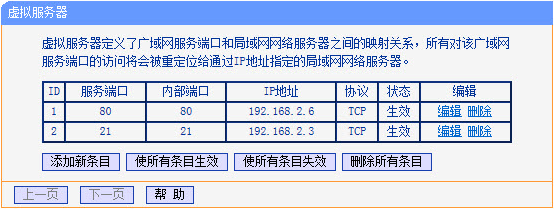 虚拟服务器
虚拟服务器定义了广域网服务端口和局域网网络服务器之间的映射关系，所有对该广域网
服务端口的访问将会被重定位给通过IP地址指定的局域网网络服务器。
ID 服务端口 内部端口 IP地址 协议 状态 编辑
1 80 80 192.168.2.6 TCP 生效 编辑 删除
2 21 21 192.168.2.3 TCP 生效 编辑 删除
添加新条目 使所有条目生效 使所有条目失效 删除所有条目
上一页 下一页 帮 助